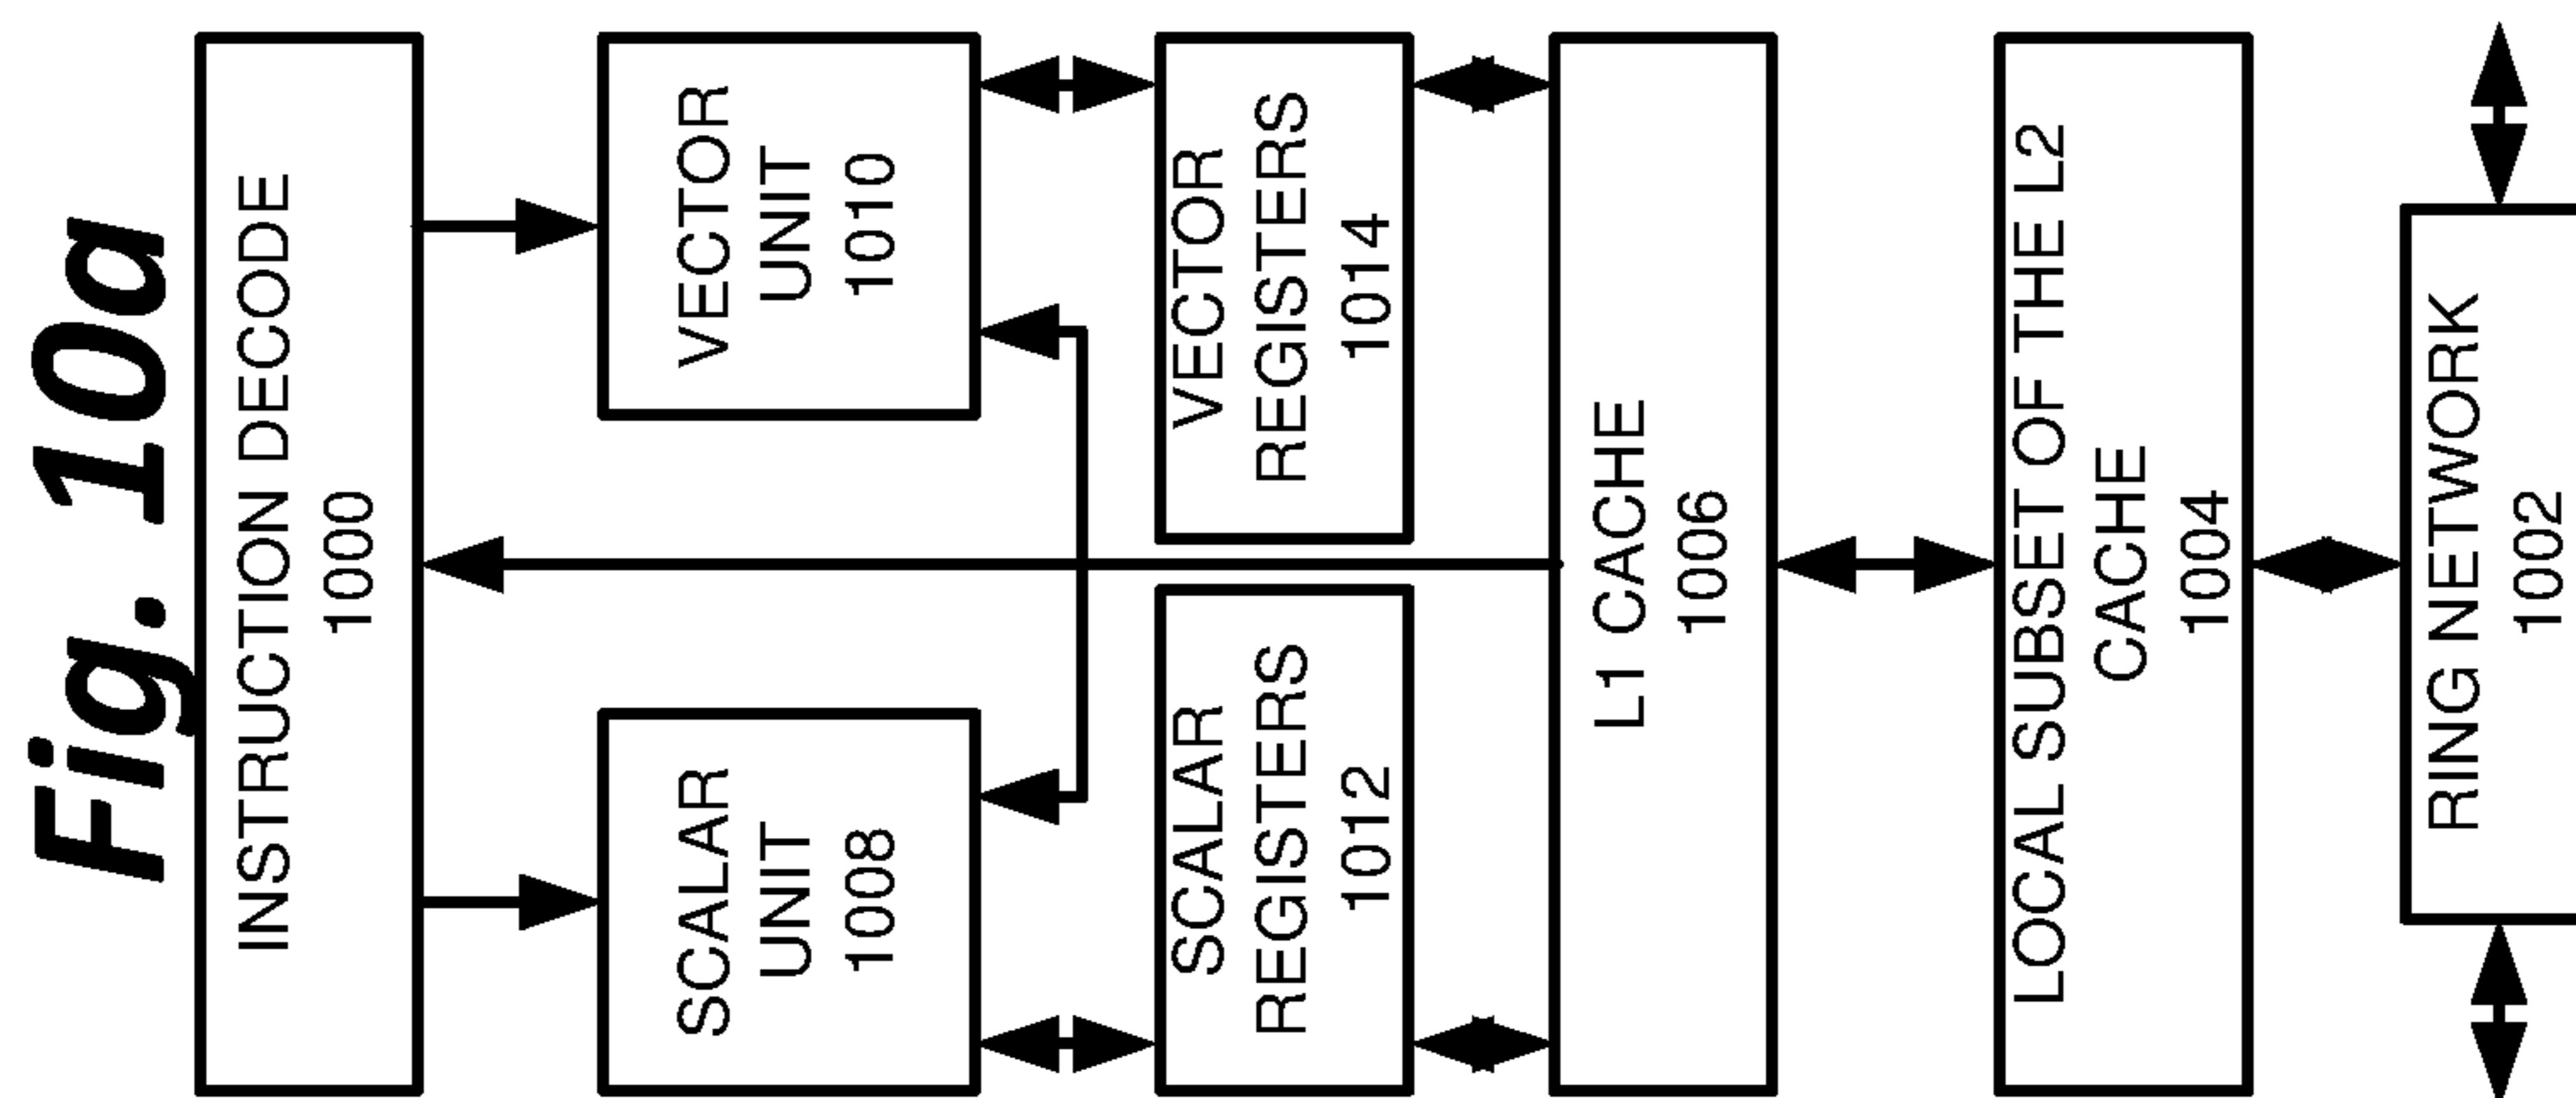 Fig. 10a
INSTRUCTION DECODE
1000
SCALAR
UNIT
1008
VECTOR
UNIT
1010
SCALAR
REGISTERS
1012
VECTOR
REGISTERS
1014
L1 CACHE
1006
LOCAL SUBSET OF THE L2
CACHE
1004
RING NETWORK
1002